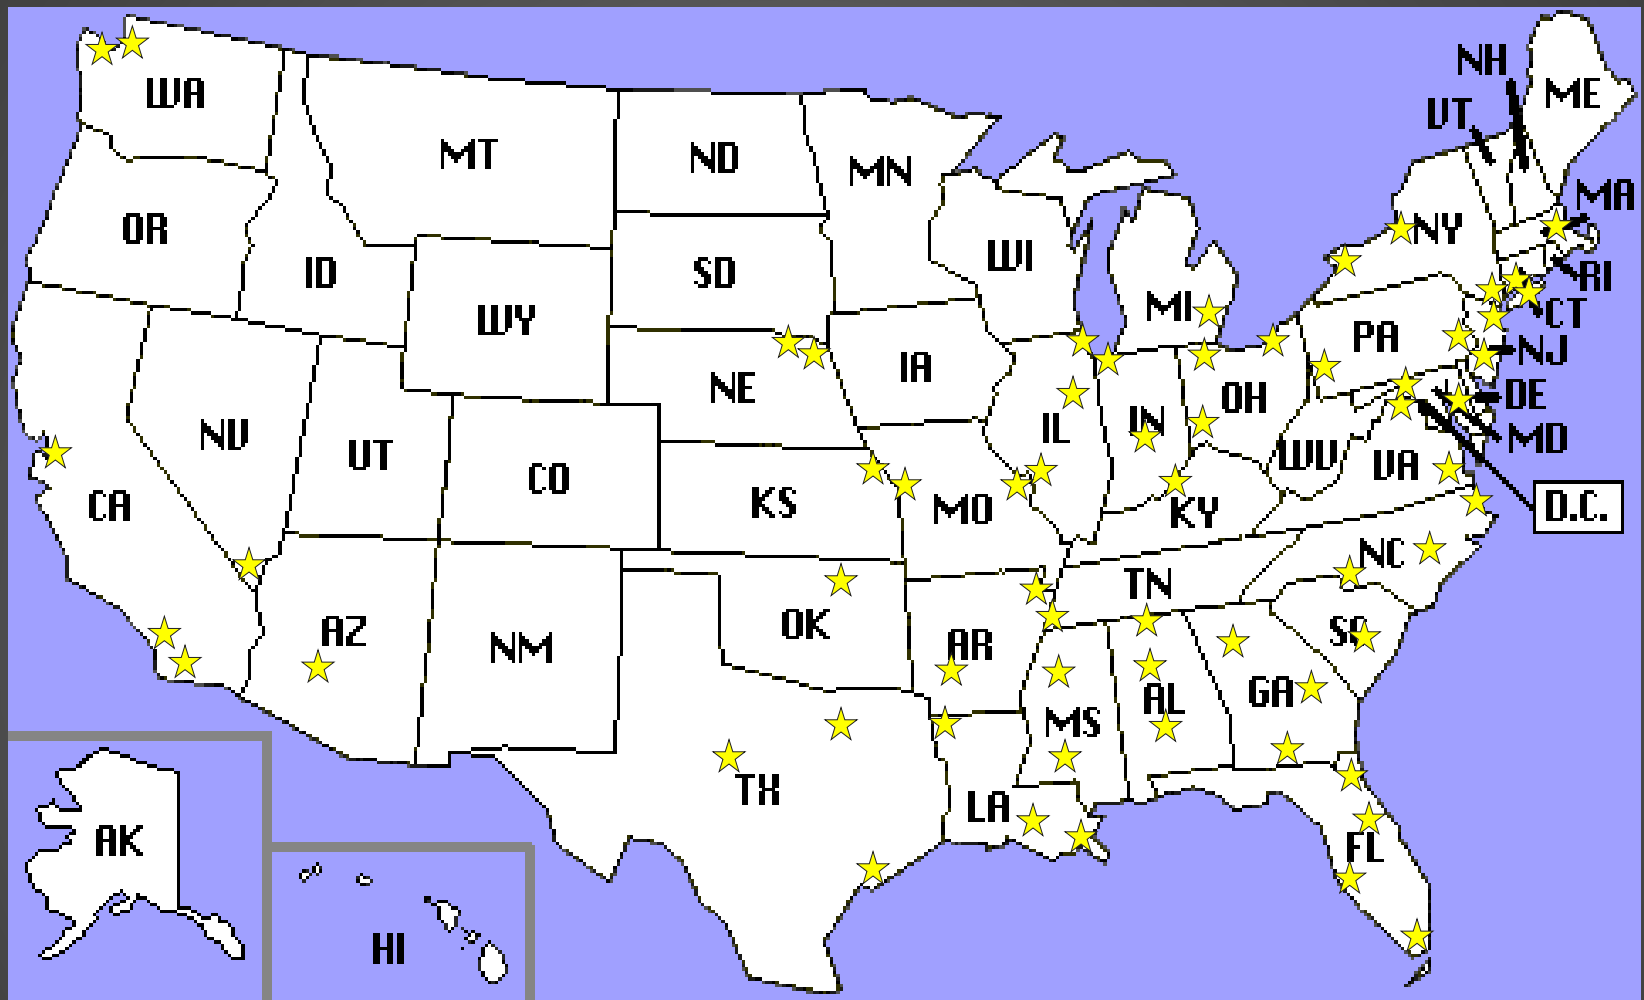 NH
WA
ME
VT
MT
ND
MN
MA
OR
NY
WI
ID
SD
RI
MI
CT
WY
PA
NJ
IA
NE
OH
DE
IN
IL
NV
MD
UT
WV
VA
CO
KS
CA
MO
KY
D.C.
NC
TN
AZ
OK
SC
AR
NM
GA
AL
MS
TX
LA
AK
FL
HI